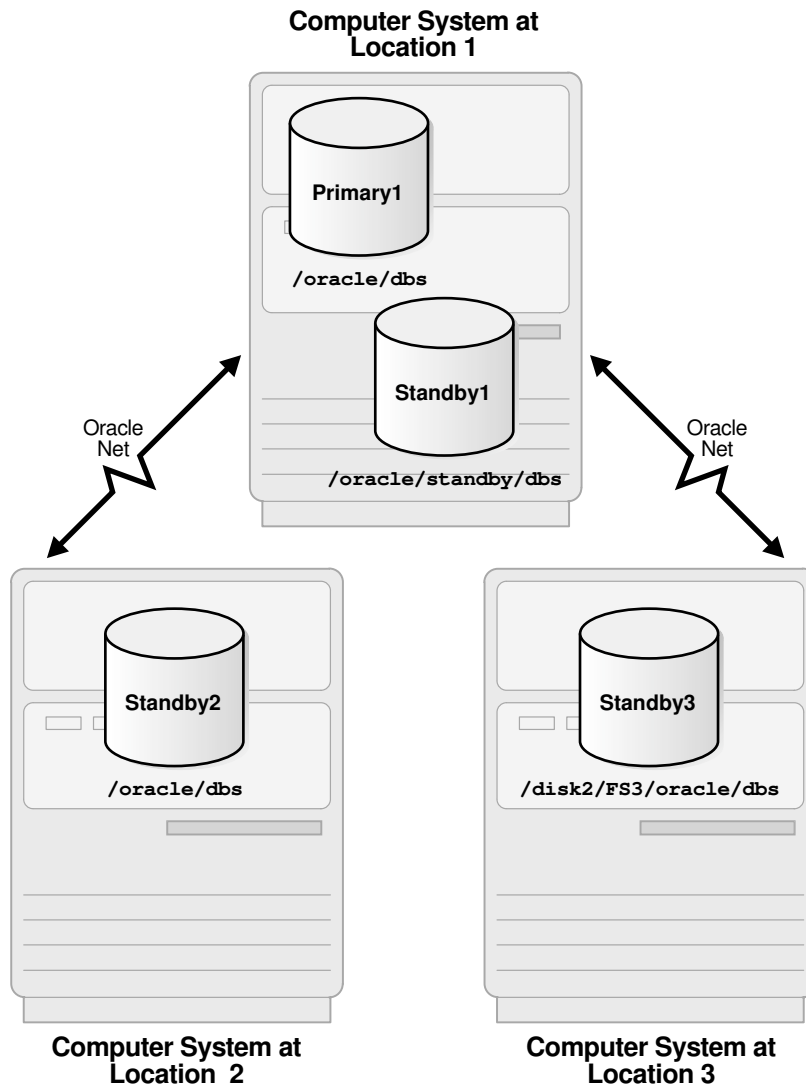 Computer System at
Location 1
Primary1
/oracle/dbs
Standby1
/oracle/standby/dbs
Oracle
Net
Oracle
Net
Standby2
/oracle/dbs
Standby3
/disk2/FS3/oracle/dbs
Computer System at
Location 2
Computer System at
Location 3